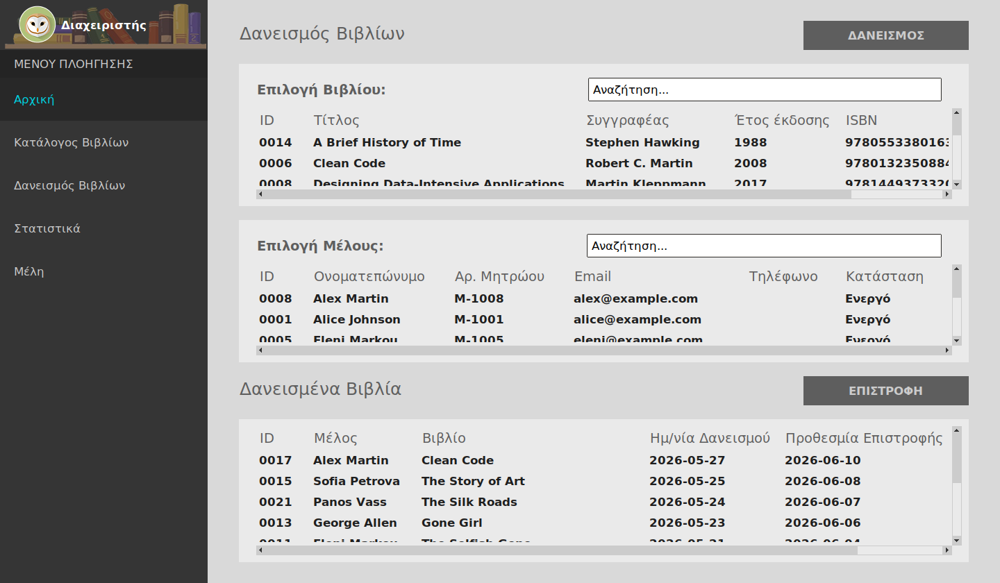 Διαχειριστής
ΜΕΝΟΥ ΠΛΟΗΓΗΣΗΣ
Αρχική
Κατάλογος Βιβλίων
Δανεισμός Βιβλίων
Στατιστικά
Μέλη
Δανεισμός Βιβλίων ΔΑΝΕΙΣΜΟΣ
Επιλογή Βιβλίου: Αναζήτηση...
ID Τίτλος Συγγραφέας Έτος έκδοσης ISBN
0014 A Brief History of Time Stephen Hawking 1988 9780553380163
0006 Clean Code Robert C. Martin 2008 9780132350884
0008 Designing Data-Intensive Applications Martin Kleppmann 2017 9781449373320
Επιλογή Μέλους: Αναζήτηση...
ID Ονοματεπώνυμο Αρ. Μητρώου Email Τηλέφωνο Κατάσταση
0008 Alex Martin M-1008 alex@example.com Ενεργό
0001 Alice Johnson M-1001 alice@example.com Ενεργό
0005 Eleni Markou M-1005 eleni@example.com Ενεργό
Δανεισμένα Βιβλία ΕΠΙΣΤΡΟΦΗ
ID Μέλος Βιβλίο Ημ/νία Δανεισμού Προθεσμία Επιστροφής
0017 Alex Martin Clean Code 2026-05-27 2026-06-10
0015 Sofia Petrova The Story of Art 2026-05-25 2026-06-08
0021 Panos Vass The Silk Roads 2026-05-24 2026-06-07
0013 George Allen Gone Girl 2026-05-23 2026-06-06
0011 Eleni Markou The Selfish Gene 2026-05-21 2026-06-04